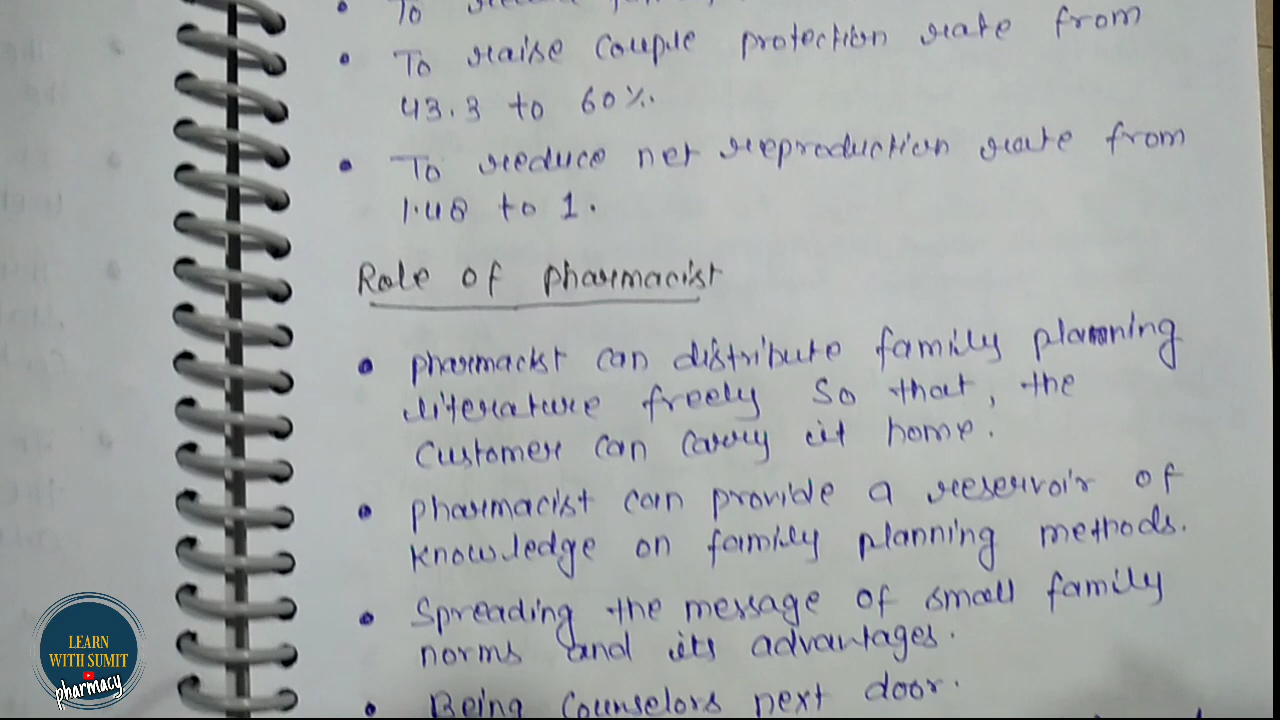 To
To raise couple protection rate from
43.3 to 60%.
To reduce net reproduction rate from
1.48 to 1.
Role of pharmacist
pharmacist can distribute family planning
literature freely so that, the
customer can carry it home.
pharmacist can provide a reservoir of
knowledge on family planning methods.
Spreading the message of small family
norms and its advantages.
Being Counselors next door.
LEARN
WITH SUMIT
pharmacy